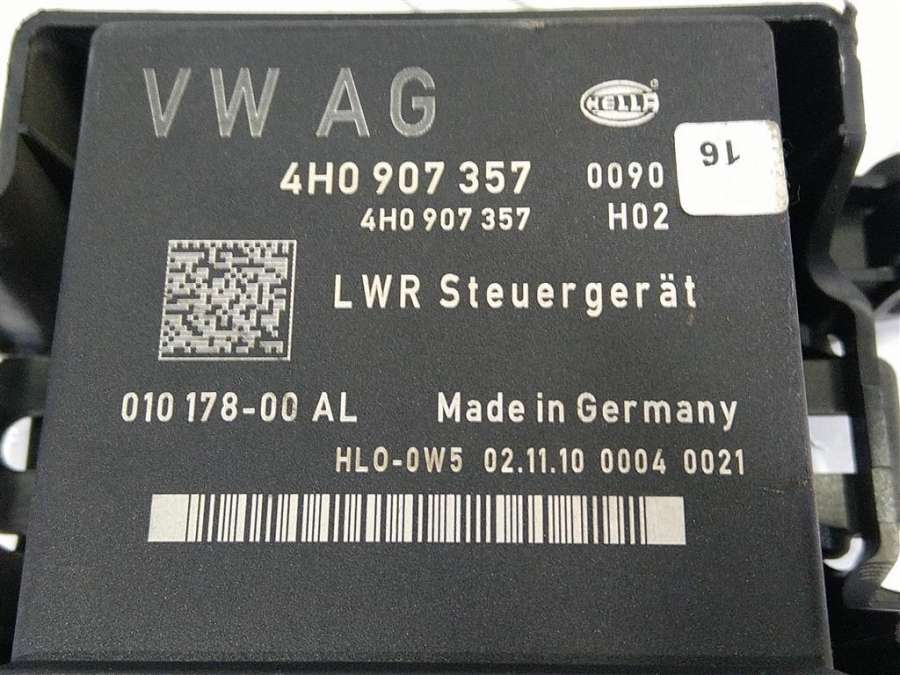 VW AG
HELLA
4H0 907 357 0090
16
4H0 907 357 H02
LWR Steuergerät
010 178-00 AL Made in Germany
HLO-0W5 02.11.10 0004 0021